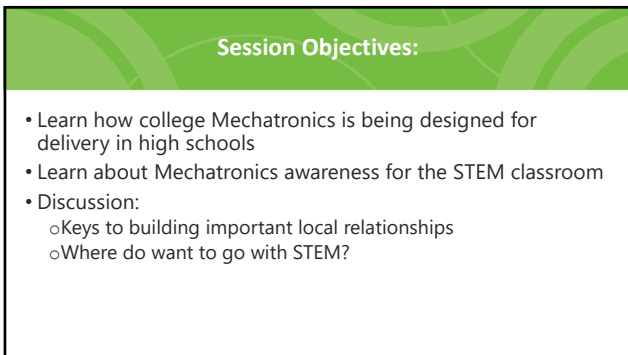 Session Objectives:
• Learn how college Mechatronics is being designed for
delivery in high schools
• Learn about Mechatronics awareness for the STEM classroom
• Discussion:
oKeys to building important local relationships
oWhere do want to go with STEM?